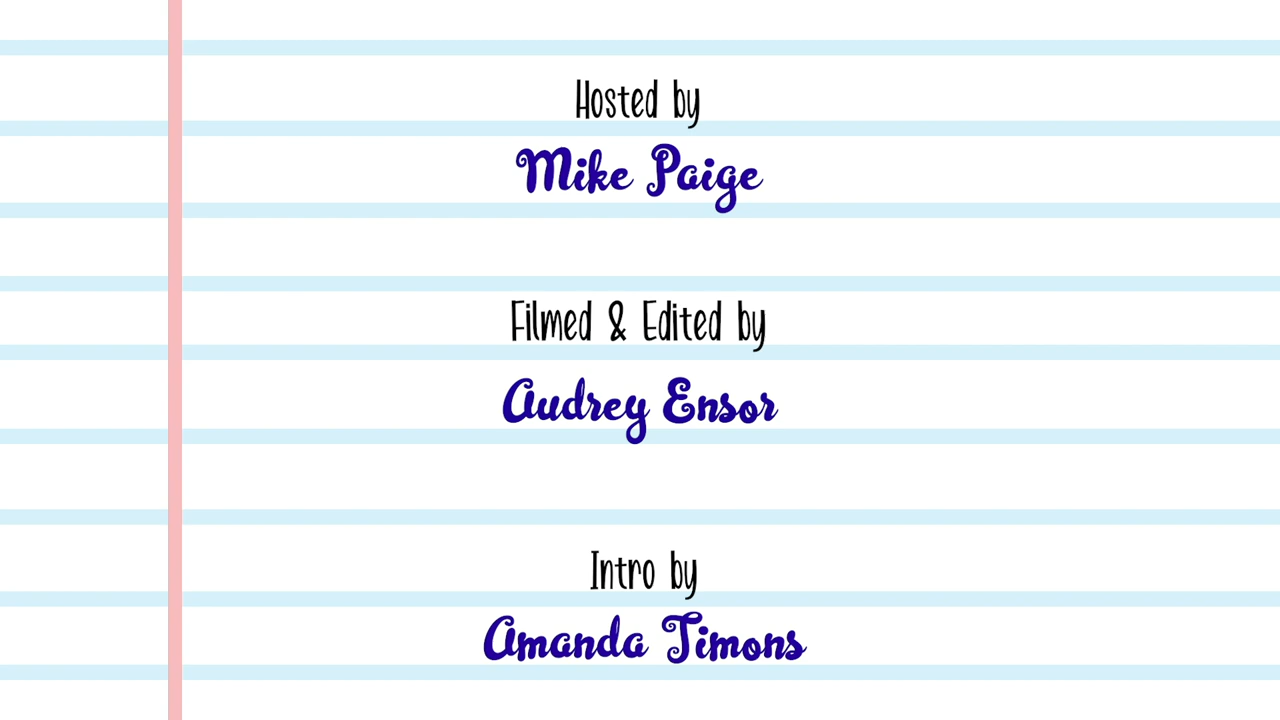 Hosted by
Mike Paige
Filmed & Edited by
Audrey Ensor
Intro by
Amanda Timons